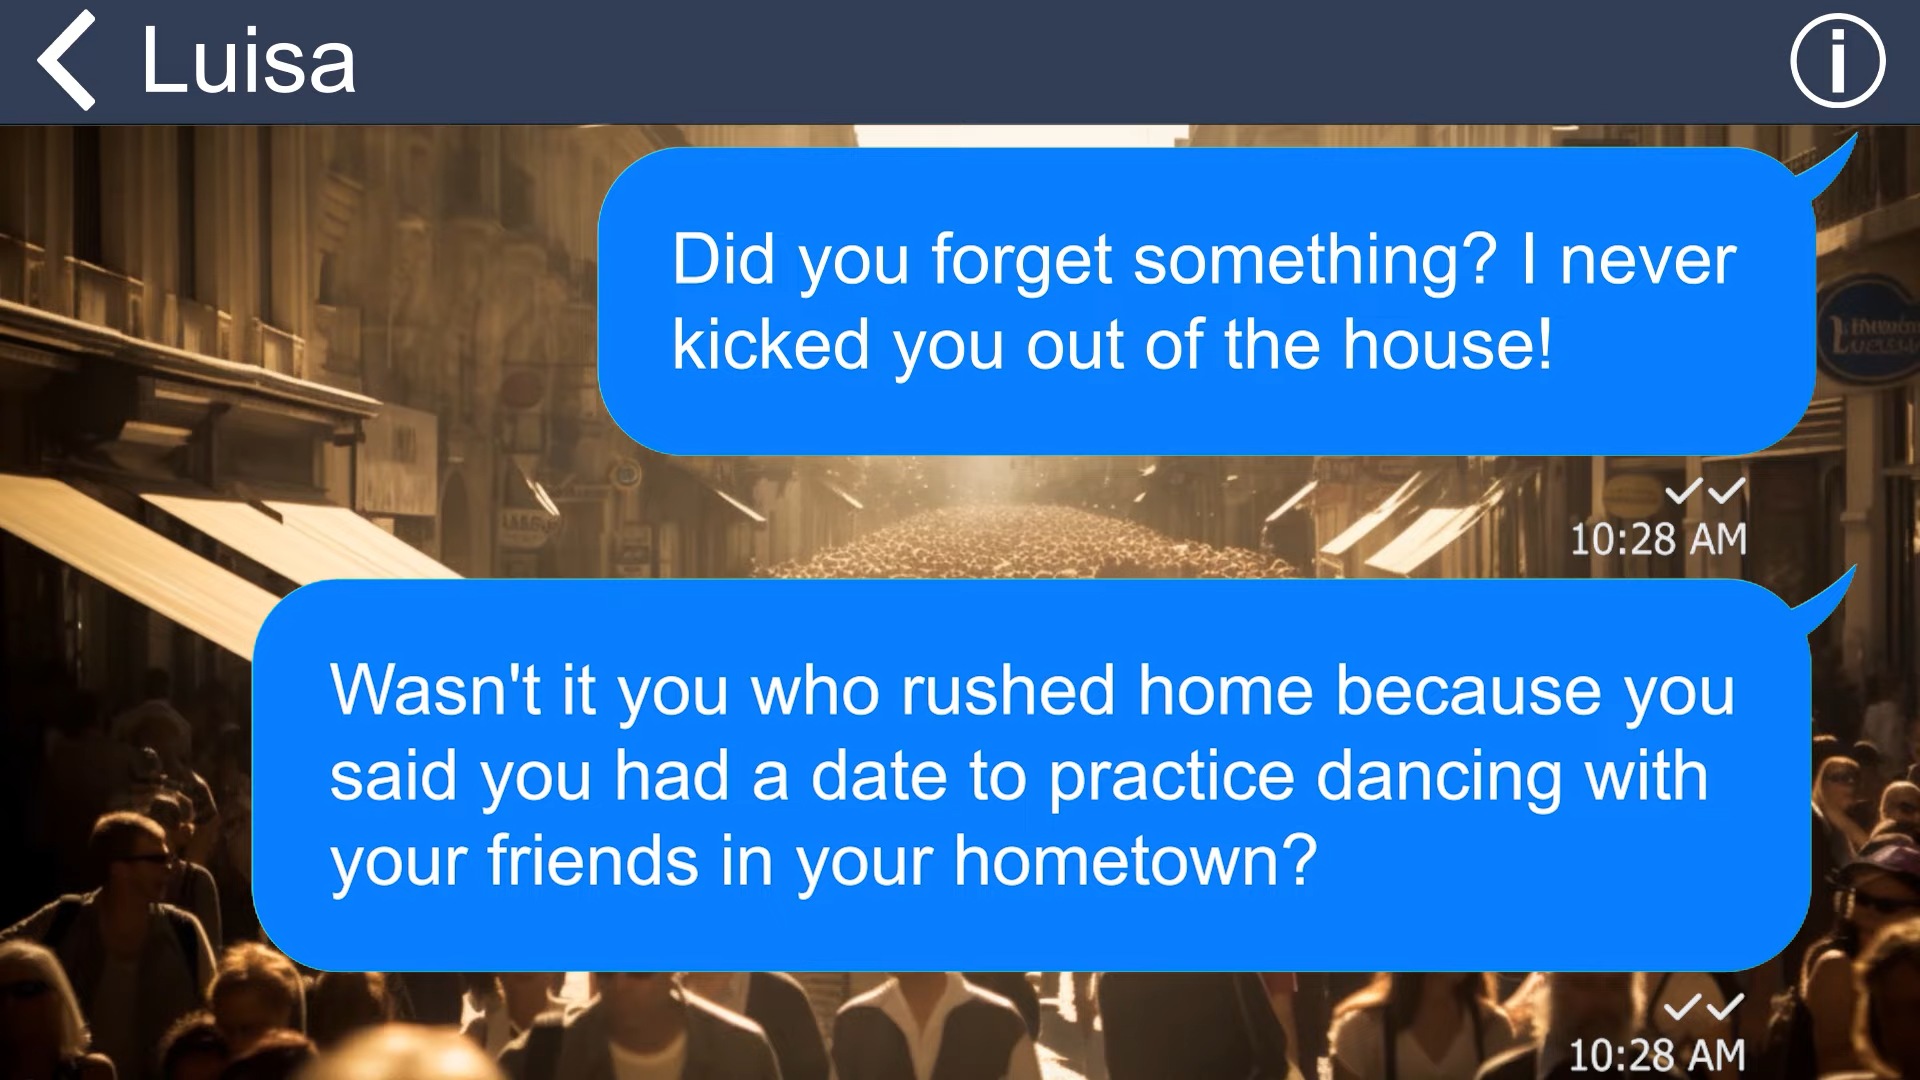 Luisa
Did you forget something? I never
kicked you out of the house!
10:28 AM
Wasn't it you who rushed home because you
said you had a date to practice dancing with
your friends in your hometown?
10:28 AM